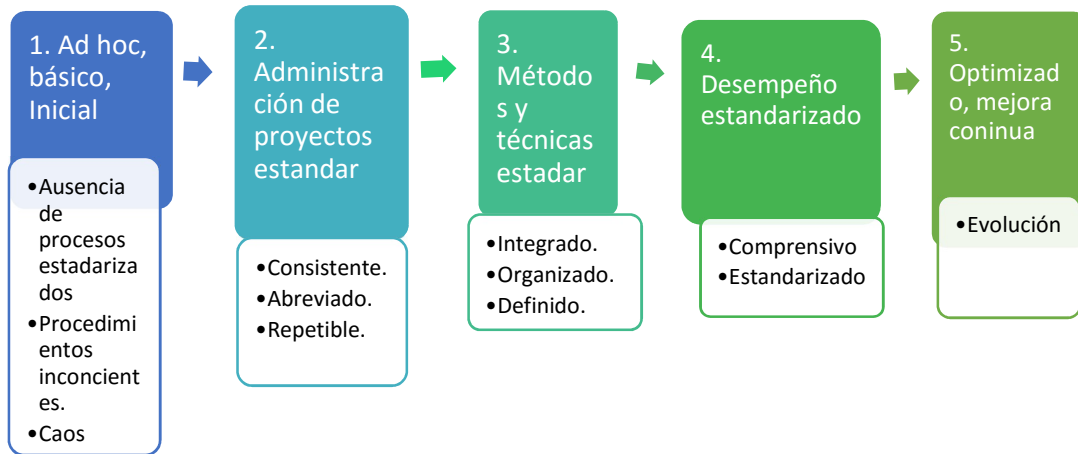 1. Ad hoc,
básico,
Inicial
•Ausencia
de
procesos
estadariza
dos
•Procedimi
entos
inconcient
es.
•Caos
2.
Administra
ción de
proyectos
estandar
•Consistente.
•Abreviado.
•Repetible.
3.
Método
s y
técnicas
estadar
•Integrado.
•Organizado.
•Definido.
4.
Desempeño
estandarizado
•Comprensivo
•Estandarizado
5.
Optimizad
o, mejora
coninua
•Evolución